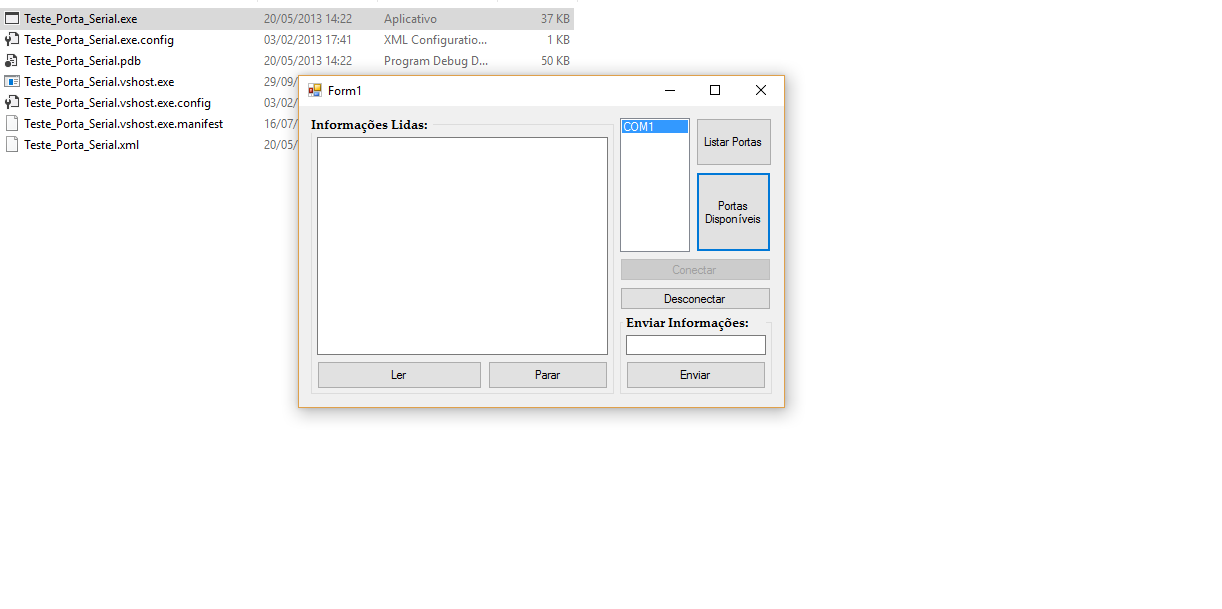 Teste_Porta_Serial.exe 20/05/2013 14:22 Aplicativo 37 KB
Teste_Porta_Serial.exe.config 03/02/2013 17:41 XML Configuratio... 1 KB
Teste_Porta_Serial.pdb 20/05/2013 14:22 Program Debug D... 50 KB
Teste_Porta_Serial.vshost.exe 29/09/
Teste_Porta_Serial.vshost.exe.config 03/02/
Teste_Porta_Serial.vshost.exe.manifest 16/07/
Teste_Porta_Serial.xml 20/05/
Form1
Informações Lidas:
COM1
Listar Portas
Portas
Disponíveis
Conectar
Desconectar
Enviar Informações:
Ler
Parar
Enviar